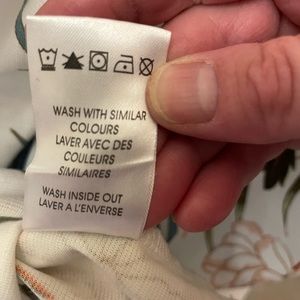 WASH WITH SIMILAR
COLOURS
LAVER AVEC DES
COULEURS
SIMILAIRES
WASH INSIDE OUT
LAVER A L'ENVERSE